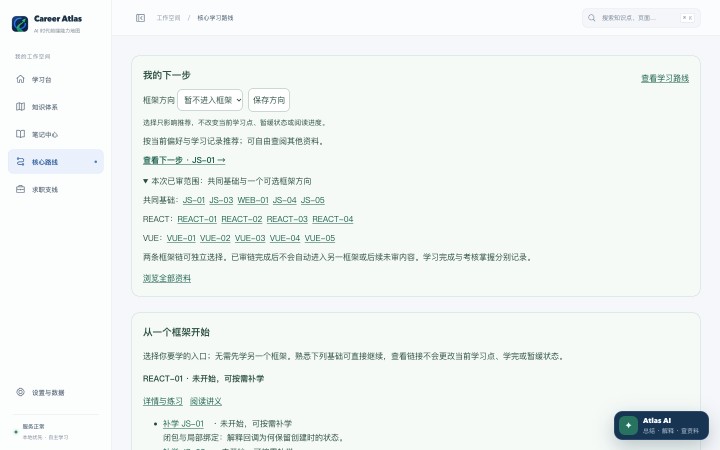 Career Atlas
AI 时代前端能力地图
我的工作空间
学习台
知识体系
笔记中心
核心路线
求职支线
设置与数据
服务正常
本地优先 · 自主学习
工作空间 / 核心学习路线
搜索知识点、页面…
我的下一步
查看学习路线
框架方向 暂不进入框架 保存方向
选择只影响推荐，不改变当前学习点、暂缓状态或阅读进度。
按当前偏好与学习记录推荐；可自由查阅其他资料。
查看下一步 · JS-01 →
▼ 本次已审范围：共同基础与一个可选框架方向
共同基础： JS-01 JS-03 WEB-01 JS-04 JS-05
REACT： REACT-01 REACT-02 REACT-03 REACT-04
VUE： VUE-01 VUE-02 VUE-03 VUE-04 VUE-05
两条框架链可独立选择。已审链完成后不会自动进入另一框架或后续未审内容。学习完成与考核掌握分别记录。
浏览全部资料
从一个框架开始
选择你要学的入口；无需先学另一个框架。熟悉下列基础可直接继续，查看链接不会更改当前学习点、学完或暂缓状态。
REACT-01 · 未开始，可按需补学
详情与练习 阅读讲义
补学 JS-01 · 未开始，可按需补学
闭包与局部绑定：解释回调为何保留创建时的状态。
Atlas AI
总结 · 解释 · 查资料